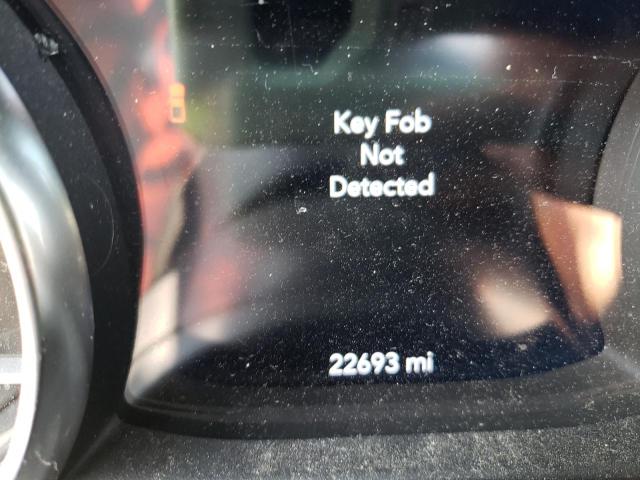 Key Fob
Not
Detected
22693 mi